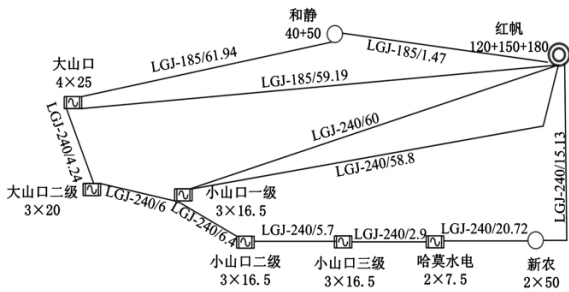 和静
40+50
红帆
120+150+180
LGJ-185/61.94
LGJ-185/1.47
大山口
4×25
LGJ-185/59.19
LGJ-240/60
LGJ-240/4.24
LGJ-240/58.8
LGJ-240/15.13
大山口二级
3×20
LGJ-240/6
小山口一级
3×16.5
LGJ-240/6.4
LGJ-240/5.7
LGJ-240/2.9
LGJ-240/20.72
小山口二级
3×16.5
小山口三级
3×16.5
哈莫水电
2×7.5
新农
2×50